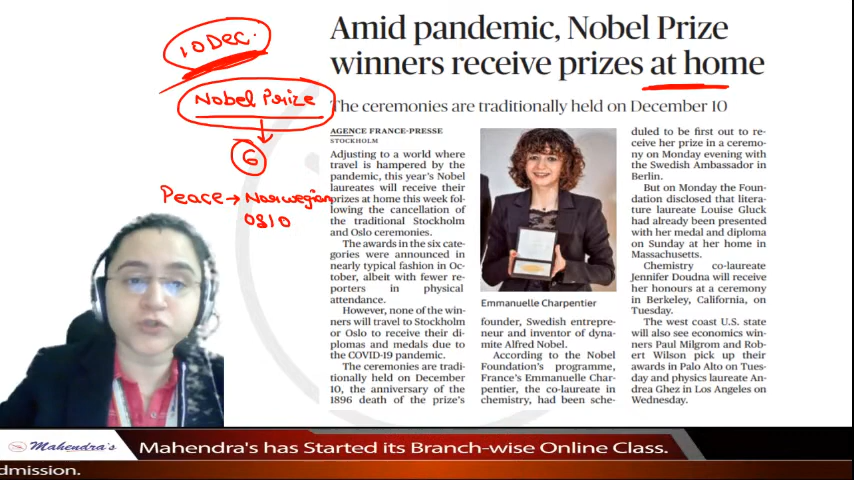 Amid pandemic, Nobel Prize
winners receive prizes at home
The ceremonies are traditionally held on December 10
10 Dec.
Nobel Prize
6
Peace → Norwegian
Oslo
AGENCE FRANCE-PRESSE
STOCKHOLM
Adjusting to a world where
travel is hampered by the
pandemic, this year's Nobel
laureates will receive their
prizes at home this week fol-
lowing the cancellation of
the traditional Stockholm
and Oslo ceremonies.
The awards in the six cate-
gories were announced in
nearly typical fashion in Oc-
tober, albeit with fewer re-
porters in physical
attendance.
However, none of the win-
ners will travel to Stockholm
or Oslo to receive their di-
plomas and medals due to
the COVID-19 pandemic.
The ceremonies are tradi-
tionally held on December
10, the anniversary of the
1896 death of the prize's
Emmanuelle Charpentier
founder, Swedish entrepre-
neur and inventor of dyna-
mite Alfred Nobel.
According to the Nobel
Foundation's programme,
France's Emmanuelle Char-
pentier, the co-laureate in
chemistry, had been sche-
duled to be first out to re-
ceive her prize in a ceremo-
ny on Monday evening with
the Swedish Ambassador in
Berlin.
But on Monday the Foun-
dation disclosed that litera-
ture laureate Louise Gluck
had already been presented
with her medal and diploma
on Sunday at her home in
Massachusetts.
Chemistry co-laureate
Jennifer Doudna will receive
her honours at a ceremony
in Berkeley, California, on
Tuesday.
The west coast U.S. state
will also see economics win-
ners Paul Milgrom and Rob-
ert Wilson pick up their
awards in Palo Alto on Tues-
day and physics laureate An-
drea Ghez in Los Angeles on
Wednesday.
Mahendra's
Mahendra's has Started its Branch-wise Online Class.
dmission.